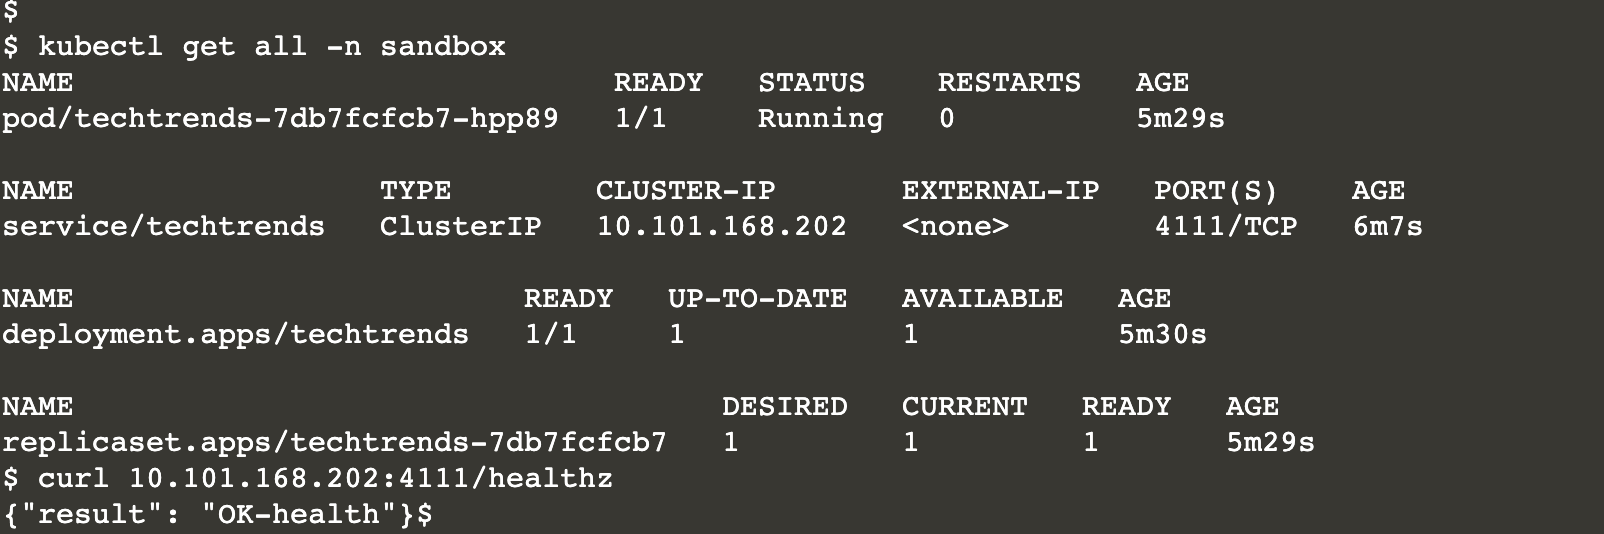 $
$ kubectl get all -n sandbox
NAME                                  READY   STATUS    RESTARTS   AGE
pod/techtrends-7db7fcfcb7-hpp89   1/1     Running   0          5m29s

NAME                 TYPE        CLUSTER-IP       EXTERNAL-IP   PORT(S)    AGE
service/techtrends   ClusterIP   10.101.168.202   <none>        4111/TCP   6m7s

NAME                         READY   UP-TO-DATE   AVAILABLE   AGE
deployment.apps/techtrends   1/1     1            1           5m30s

NAME                                    DESIRED   CURRENT   READY   AGE
replicaset.apps/techtrends-7db7fcfcb7   1         1         1       5m29s
$ curl 10.101.168.202:4111/healthz
{"result": "OK-health"}$